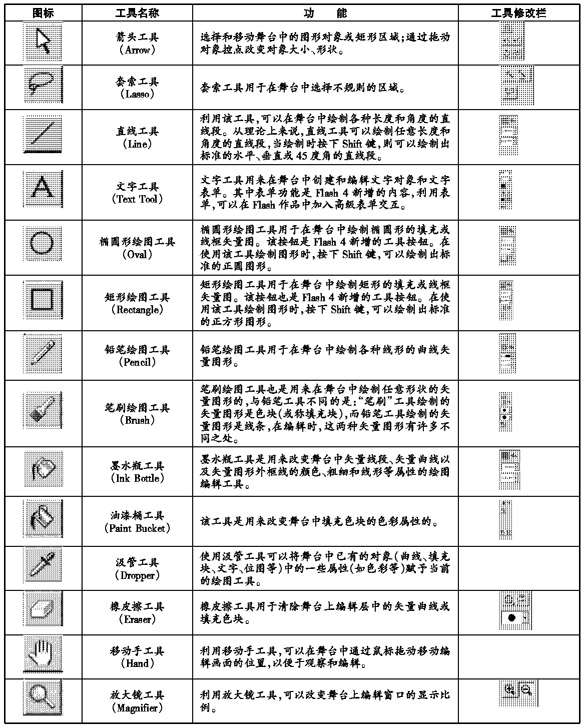 图标 工具名称 功 能 工具修改栏
箭头工具
(Arrow)
选择和移动舞台中的图形对象或矩形区域;通过拖动
对象控点改变对象大小、形状。
套索工具
(Lasso)
套索工具用于在舞台中选择不规则的区域。
直线工具
(Line)
利用该工具,可以在舞台中绘制各种长度和角度的直
线段。从理论上来说,直线工具可以绘制任意长度和
角度的直线段,当绘制时按下 Shift 键,则可以绘制出
标准的水平、垂直或 45 度角的直线段。
文字工具
(Text Tool)
文字工具用来在舞台中创建和编辑文字对象和文字
表单。其中表单功能是 Flash 4 新增的内容,利用表
单,可以在 Flash 作品中加入高级表单交互。
椭圆形绘图工具
(Oval)
椭圆形绘图工具用于在舞台中绘制椭圆形的填充或
线框矢量图。该按钮是 Flash 4 新增的工具按钮。在
使用该工具绘制图形时,按下 Shift 键,可以绘制出标
准的正圆图形。
矩形绘图工具
(Rectangle)
矩形绘图工具用于在舞台中绘制矩形的填充或线框
矢量图。该按钮也是 Flash 4 新增的工具按钮。在使
用该工具绘制图形时,按下 Shift 键,可以绘制出标准
的正方形图形。
铅笔绘图工具
(Pencil)
铅笔绘图工具用于在舞台中绘制各种线形的曲线矢
量图形。
笔刷绘图工具
(Brush)
笔刷绘图工具也是用来在舞台中绘制任意形状的矢
量图形的,与铅笔工具不同的是:“笔刷”工具绘制的
矢量图形是色块(或称填充块),而铅笔工具绘制的矢
量图形是线条,在编辑时,这两种矢量图形有许多不
同之处。
墨水瓶工具
(Ink Bottle)
墨水瓶工具是用来改变舞台中矢量线段、矢量曲线以
及矢量图形外框线的颜色、粗细和线形等属性的绘图
编辑工具。
油漆桶工具
(Paint Bucket)
该工具是用来改变舞台中填充色块的色彩属性的。
汲管工具
(Dropper)
使用汲管工具可以将舞台中已有的对象(曲线、填充
块、文字、位图等)中的一些属性(如色彩等)赋予当前
的绘图工具。
橡皮擦工具
(Eraser)
橡皮擦工具用于清除舞台上编辑层中的矢量曲线或
填充色块。
移动手工具
(Hand)
利用移动手工具,可以在舞台中通过鼠标拖动移动编
辑画面的位置,以便于观察和编辑。
放大镜工具
(Magnifier)
利用放大镜工具,可以改变舞台上编辑窗口的显示比
例。